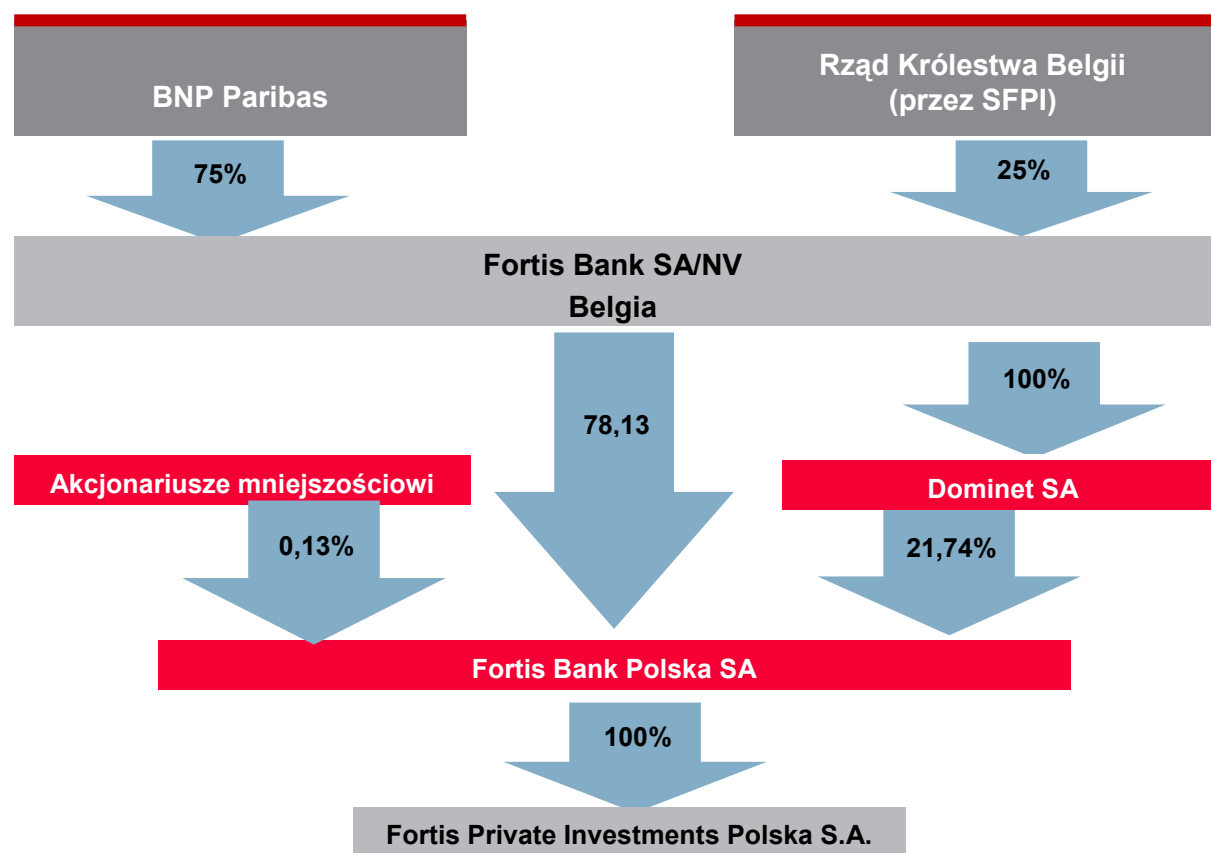 BNP Paribas
Rząd Królestwa Belgii
(przez SFPI)
75%
25%
Fortis Bank SA/NV
Belgia
100%
78,13
Akcjonariusze mniejszościowi
Dominet SA
0,13%
21,74%
Fortis Bank Polska SA
100%
Fortis Private Investments Polska S.A.